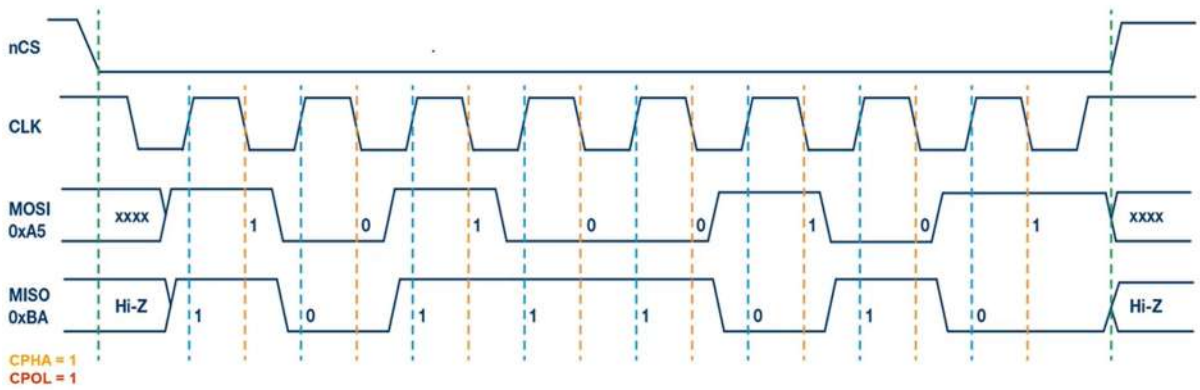 nCS
CLK
MOSI
0xA5
xxxx
1 0 1 0 0 1 0 1
xxxx
MISO
0xBA
Hi-Z
1 0 1 1 1 0 1 0
Hi-Z
CPHA = 1
CPOL = 1